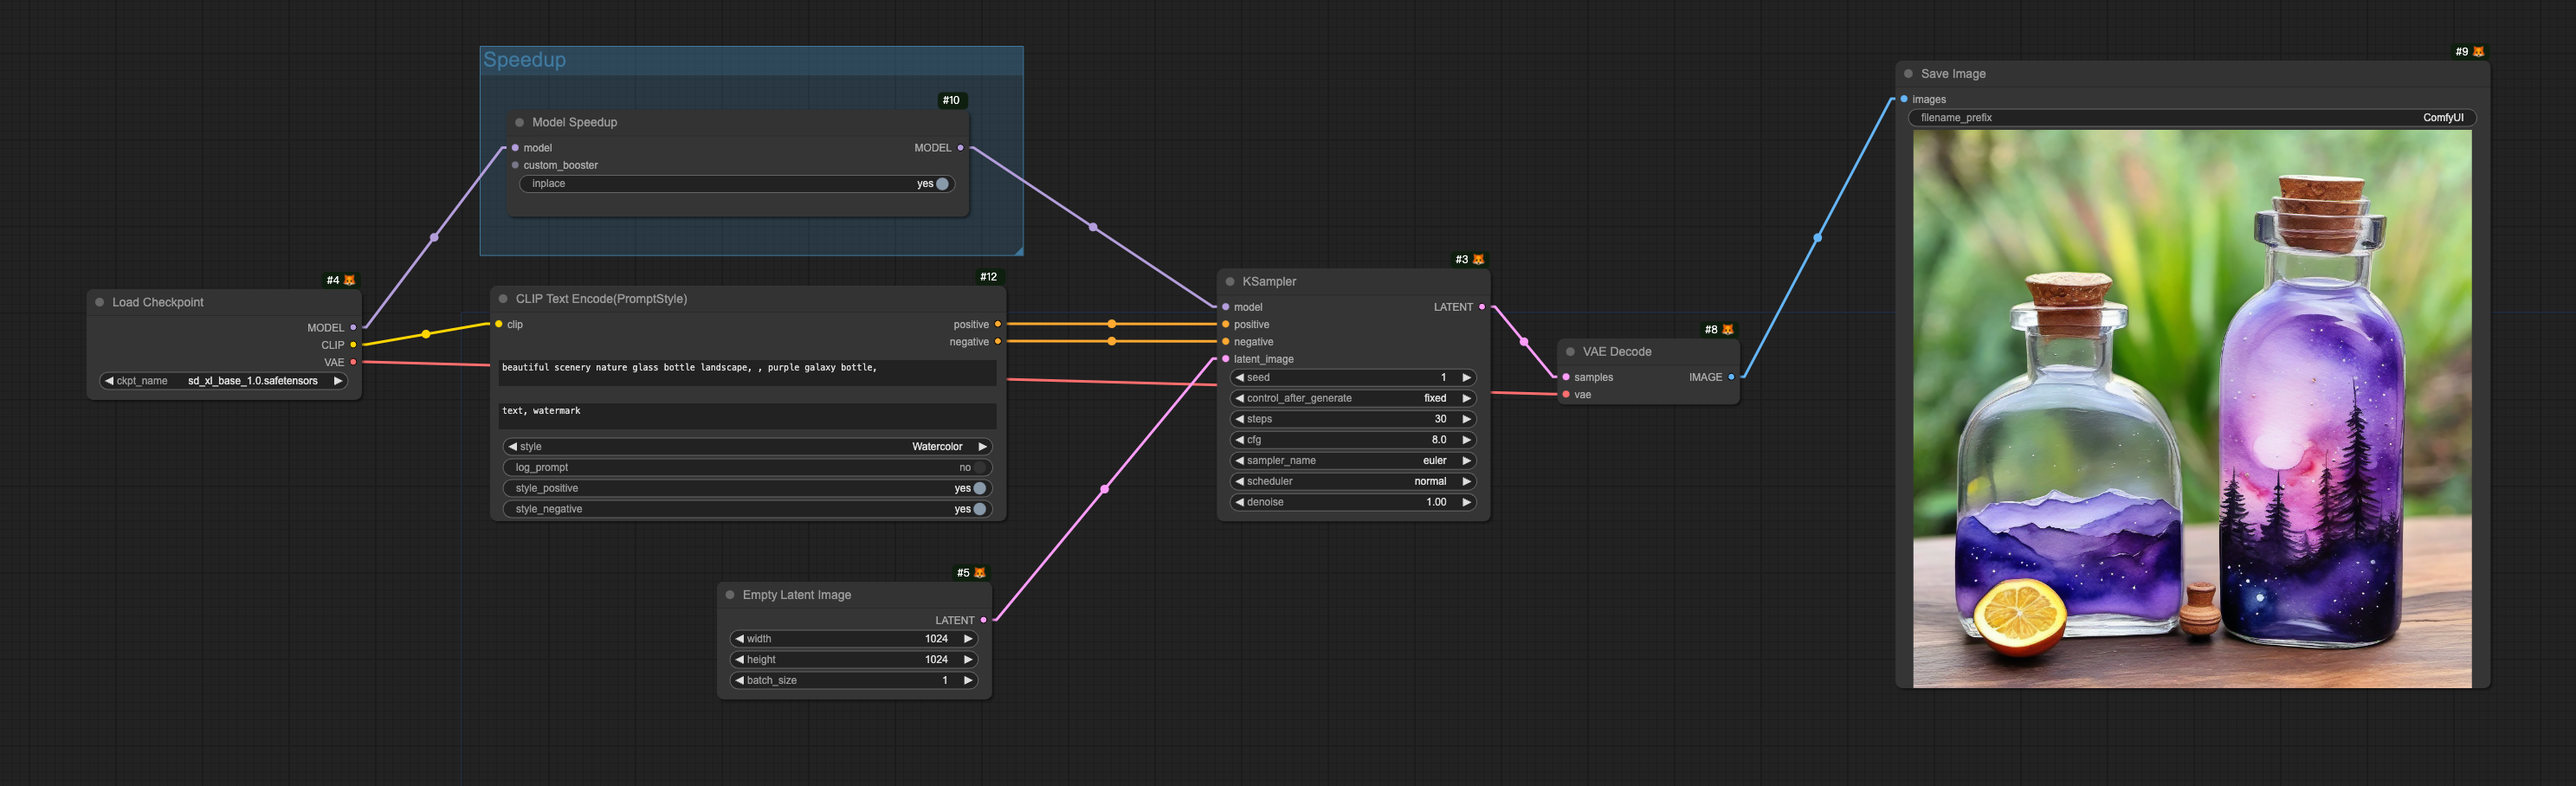 Speedup
#10
Model Speedup
model MODEL
custom_booster
inplace yes
#4
Load Checkpoint
MODEL
CLIP
VAE
ckpt_name sd_xl_base_1.0.safetensors
#12
CLIP Text Encode(PromptStyle)
clip positive
negative
beautiful scenery nature glass bottle landscape, , purple galaxy bottle,
text, watermark
style Watercolor
log_prompt no
style_positive yes
style_negative yes
#5
Empty Latent Image
LATENT
width 1024
height 1024
batch_size 1
#3
KSampler
model LATENT
positive
negative
latent_image
seed 1
control_after_generate fixed
steps 30
cfg 8.0
sampler_name euler
scheduler normal
denoise 1.00
#8
VAE Decode
samples IMAGE
vae
#9
Save Image
images
filename_prefix ComfyUI